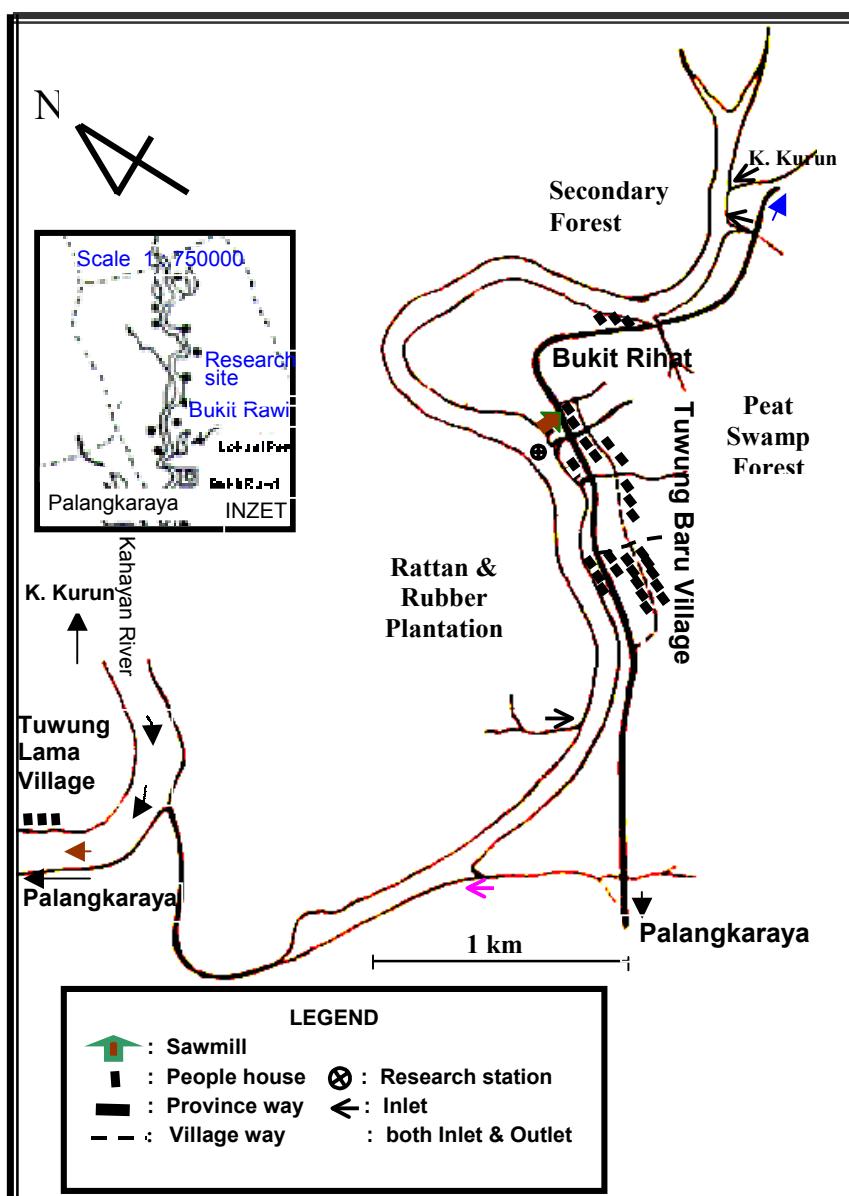 N
K. Kurun
Secondary
Forest
Scale 1 : 750000
Research
site
Bukit Rawi
Palangkaraya
INZET
Bukit Rihat
Peat
Swamp
Forest
Tuwung Baru Village
Rattan &
Rubber
Plantation
K. Kurun
Kahayan River
Tuwung
Lama
Village
Palangkaraya
Palangkaraya
1 km
LEGEND
: Sawmill
: People house : Research station
: Province way : Inlet
: Village way : both Inlet & Outlet